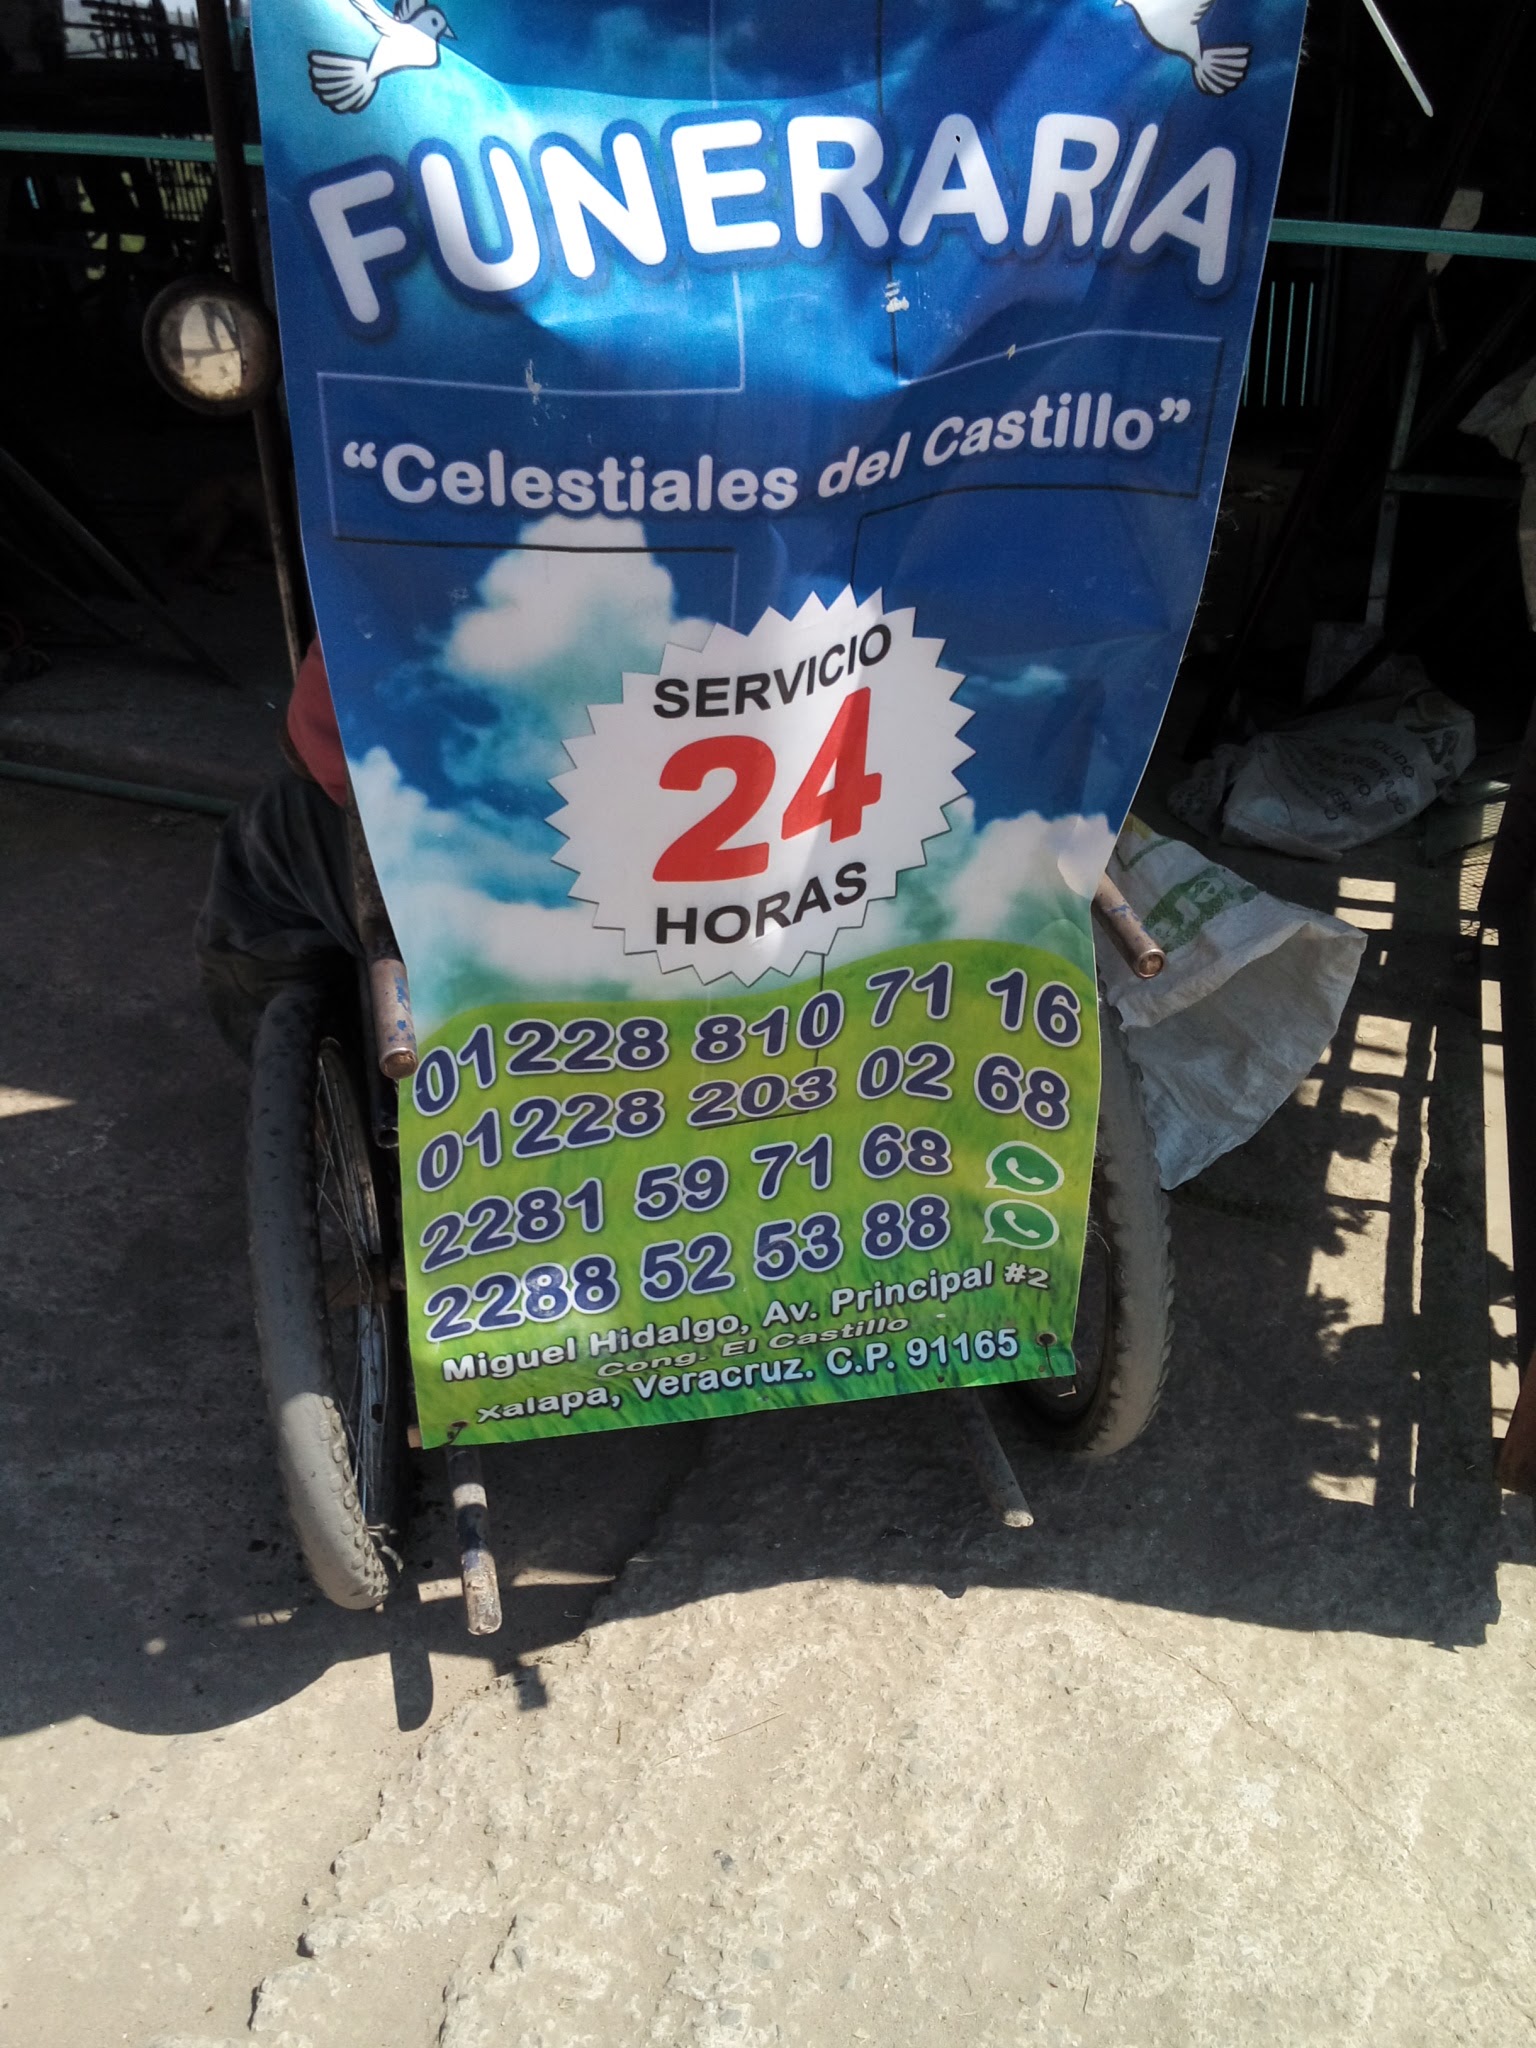 FUNERARIA
“Celestiales del Castillo”
SERVICIO
24
HORAS
01228 810 71 16
01228 203 02 68
2281 59 71 68
2288 52 53 88
Miguel Hidalgo, Av. Principal #2
Cong. El Castillo
xalapa, Veracruz. C.P. 91165